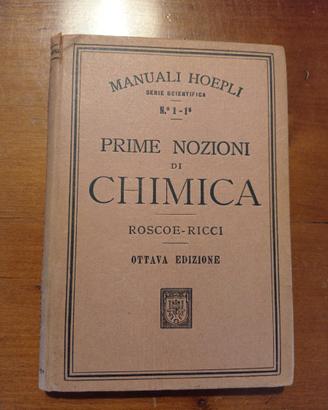 MANUALI HOEPLI
SERIE SCIENTIFICA
N.º 1-1ª
PRIME NOZIONI
DI
CHIMICA
ROSCOE-RICCI
OTTAVA EDIZIONE